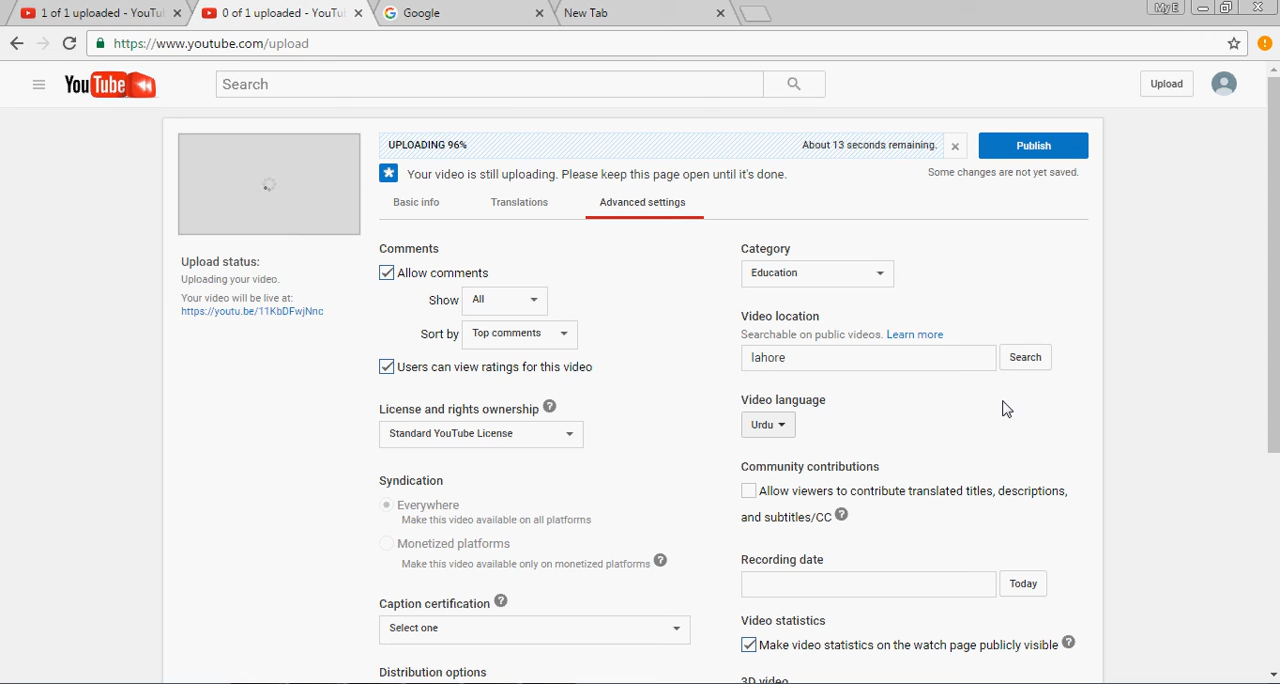 1 of 1 uploaded - YouTu
0 of 1 uploaded - YouTu
Google
New Tab
My E
https://www.youtube.com/upload
YouTube
Search
Upload
UPLOADING 96%
About 13 seconds remaining.
Publish
Your video is still uploading. Please keep this page open until it's done.
Some changes are not yet saved.
Basic info
Translations
Advanced settings
Upload status:
Uploading your video.
Your video will be live at:
https://youtu.be/11KbDFwjNnc
Comments
Allow comments
Show All
Sort by Top comments
Users can view ratings for this video
License and rights ownership ?
Standard YouTube License
Syndication
Everywhere
Make this video available on all platforms
Monetized platforms
Make this video available only on monetized platforms ?
Caption certification ?
Select one
Distribution options
Category
Education
Video location
Searchable on public videos. Learn more
lahore Search
Video language
Urdu
Community contributions
Allow viewers to contribute translated titles, descriptions,
and subtitles/CC ?
Recording date
Today
Video statistics
Make video statistics on the watch page publicly visible ?
3D video